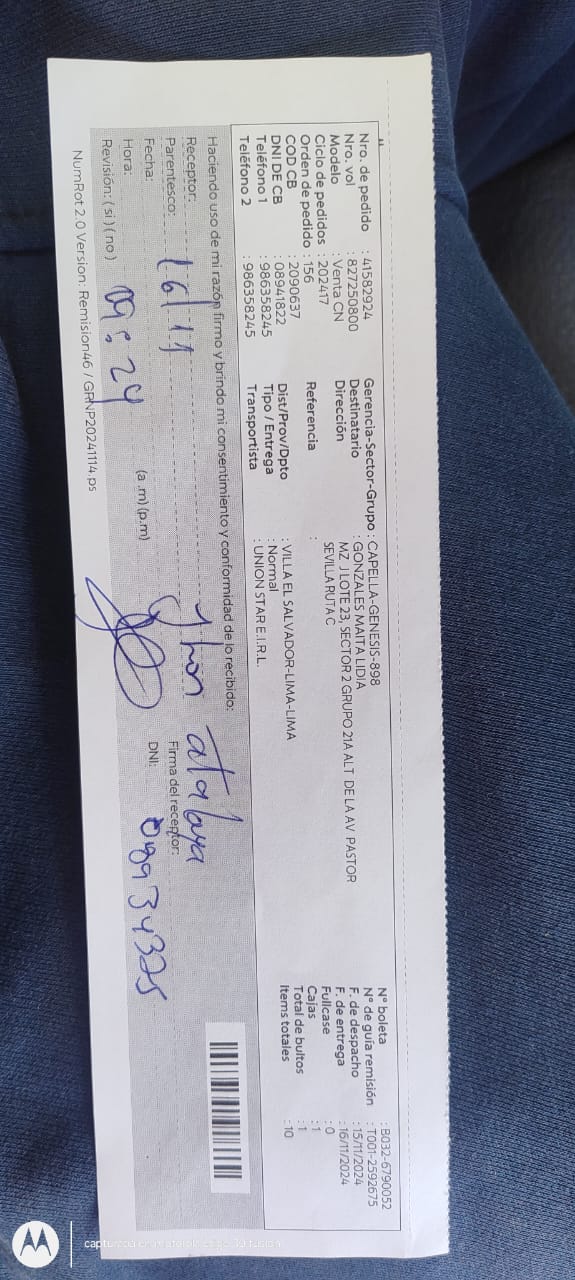 Nro. de pedido : 41582924
Nro. vol : 827250800
Modelo : Venta CN
Ciclo de pedidos : 202417
Orden de pedido : 156
COD CB : 2090637
DNI DE CB : 08941822
Teléfono 1 : 986358245
Teléfono 2 : 986358245
Gerencia-Sector-Grupo : CAPELLA-GENESIS-898
Destinatario : GONZALES MAITA LIDIA
Dirección MZ J LOTE 23, SECTOR 2 GRUPO 21A ALT DE LA AV PASTOR
SEVILLA RUTA C
Referencia :
Dist/Prov/Dpto : VILLA EL SALVADOR-LIMA-LIMA
Tipo / Entrega : Normal
Transportista : UNION STAR E.I.R.L.
N° boleta : B032-6790052
N° de guía remisión : T001-2592675
F. de despacho : 15/11/2024
F. de entrega : 16/11/2024
Fullcase : 0
Cajas : 1
Total de bultos : 1
Items totales : 10
Haciendo uso de mi razón firmo y brindo mi consentimiento y conformidad de lo recibido:
Receptor: Yhon atalaya
Parentesco: Firma del receptor:
Fecha: 16/11 DNI: 08934325
Hora: 09:24 (a.m) (p.m)
Revisión: ( si ) ( no )
NumRot 2.0 Version: Remision46 / GRNP20241114.ps